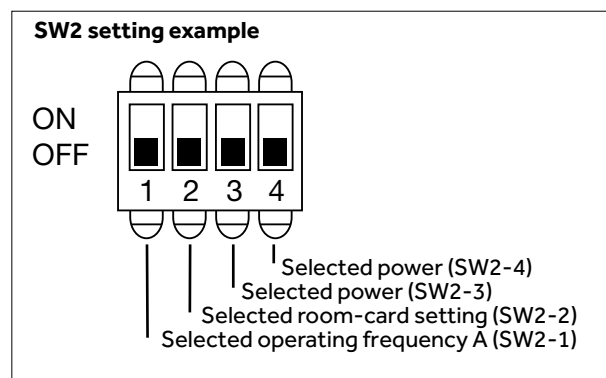 SW2 setting example
ON
OFF
1 2 3 4
Selected power (SW2-4)
Selected power (SW2-3)
Selected room-card setting (SW2-2)
Selected operating frequency A (SW2-1)